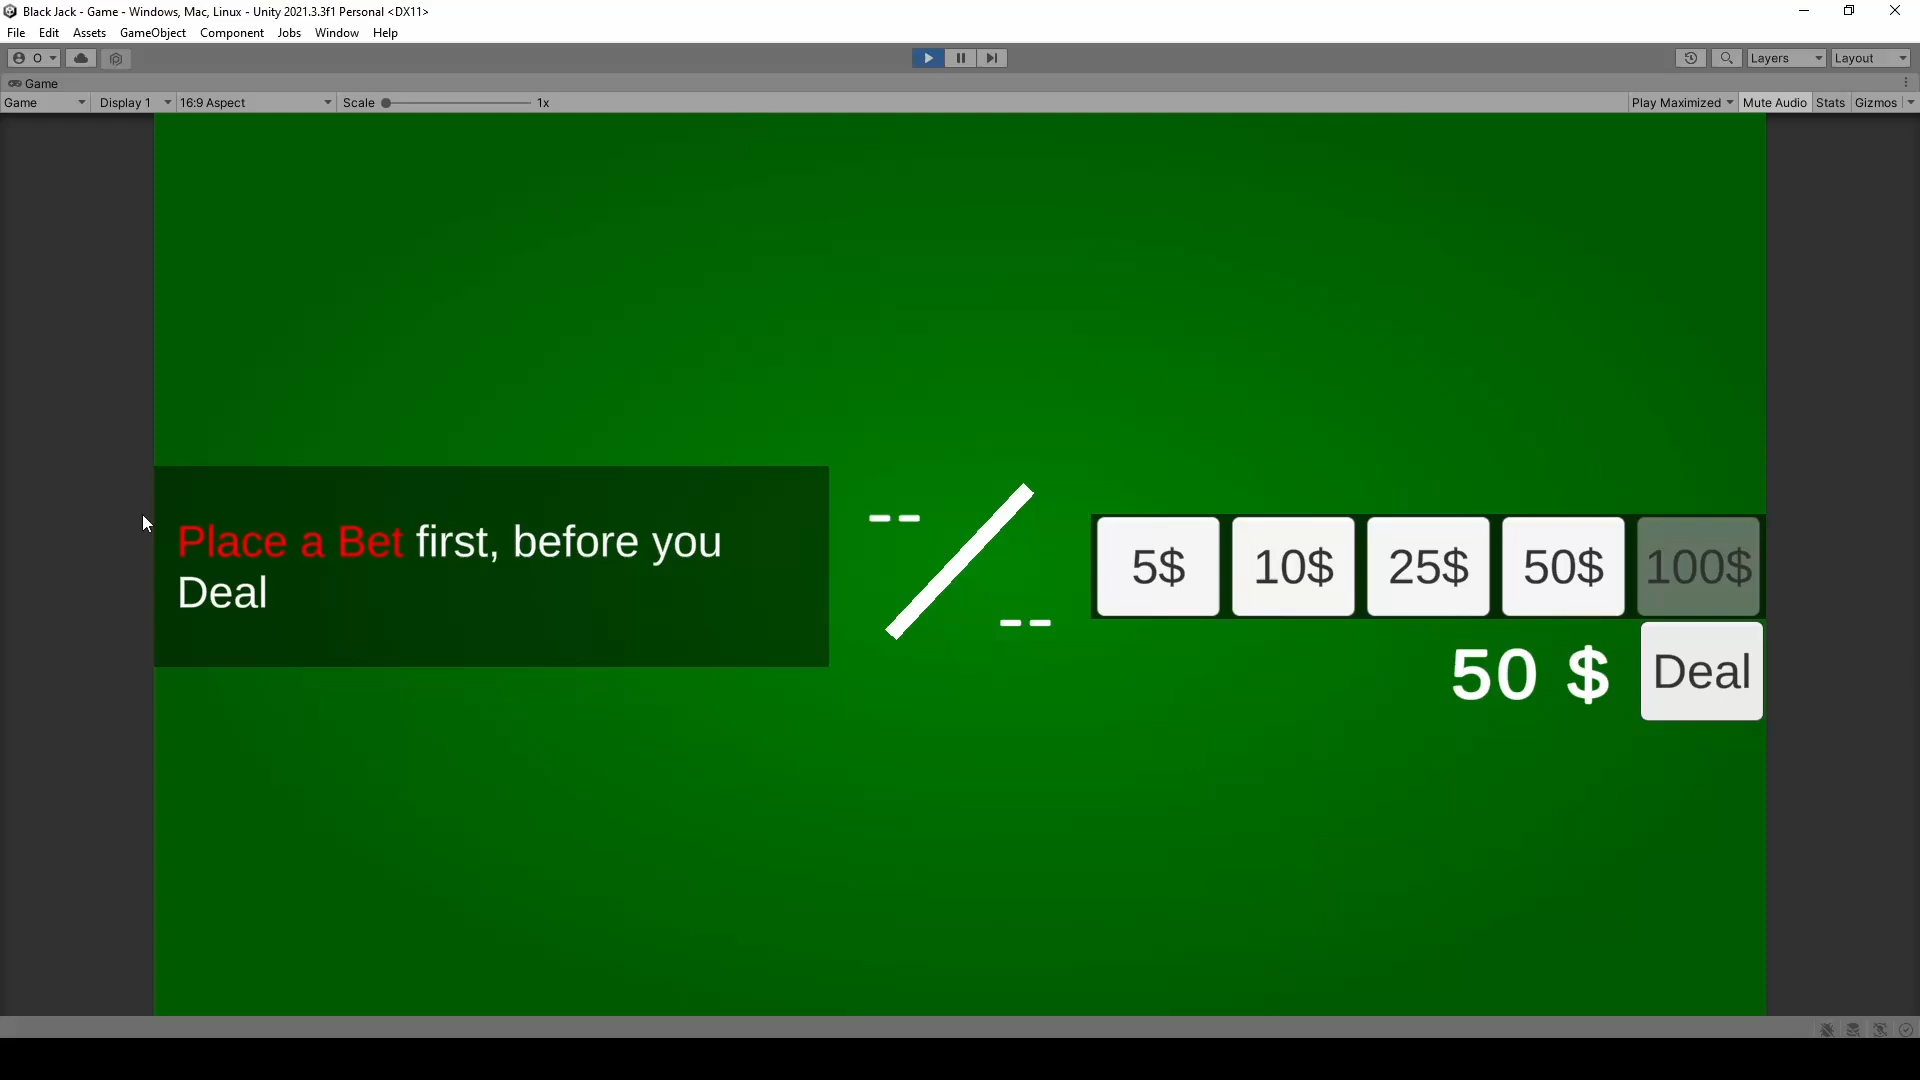 Black Jack - Game - Windows, Mac, Linux - Unity 2021.3.3f1 Personal <DX11>
File Edit Assets GameObject Component Jobs Window Help
O Layers Layout
Game
Game Display 1 16:9 Aspect Scale 1x Play Maximized Mute Audio Stats Gizmos
Place a Bet first, before you
Deal
--
--
5$ 10$ 25$ 50$ 100$
50 $ Deal